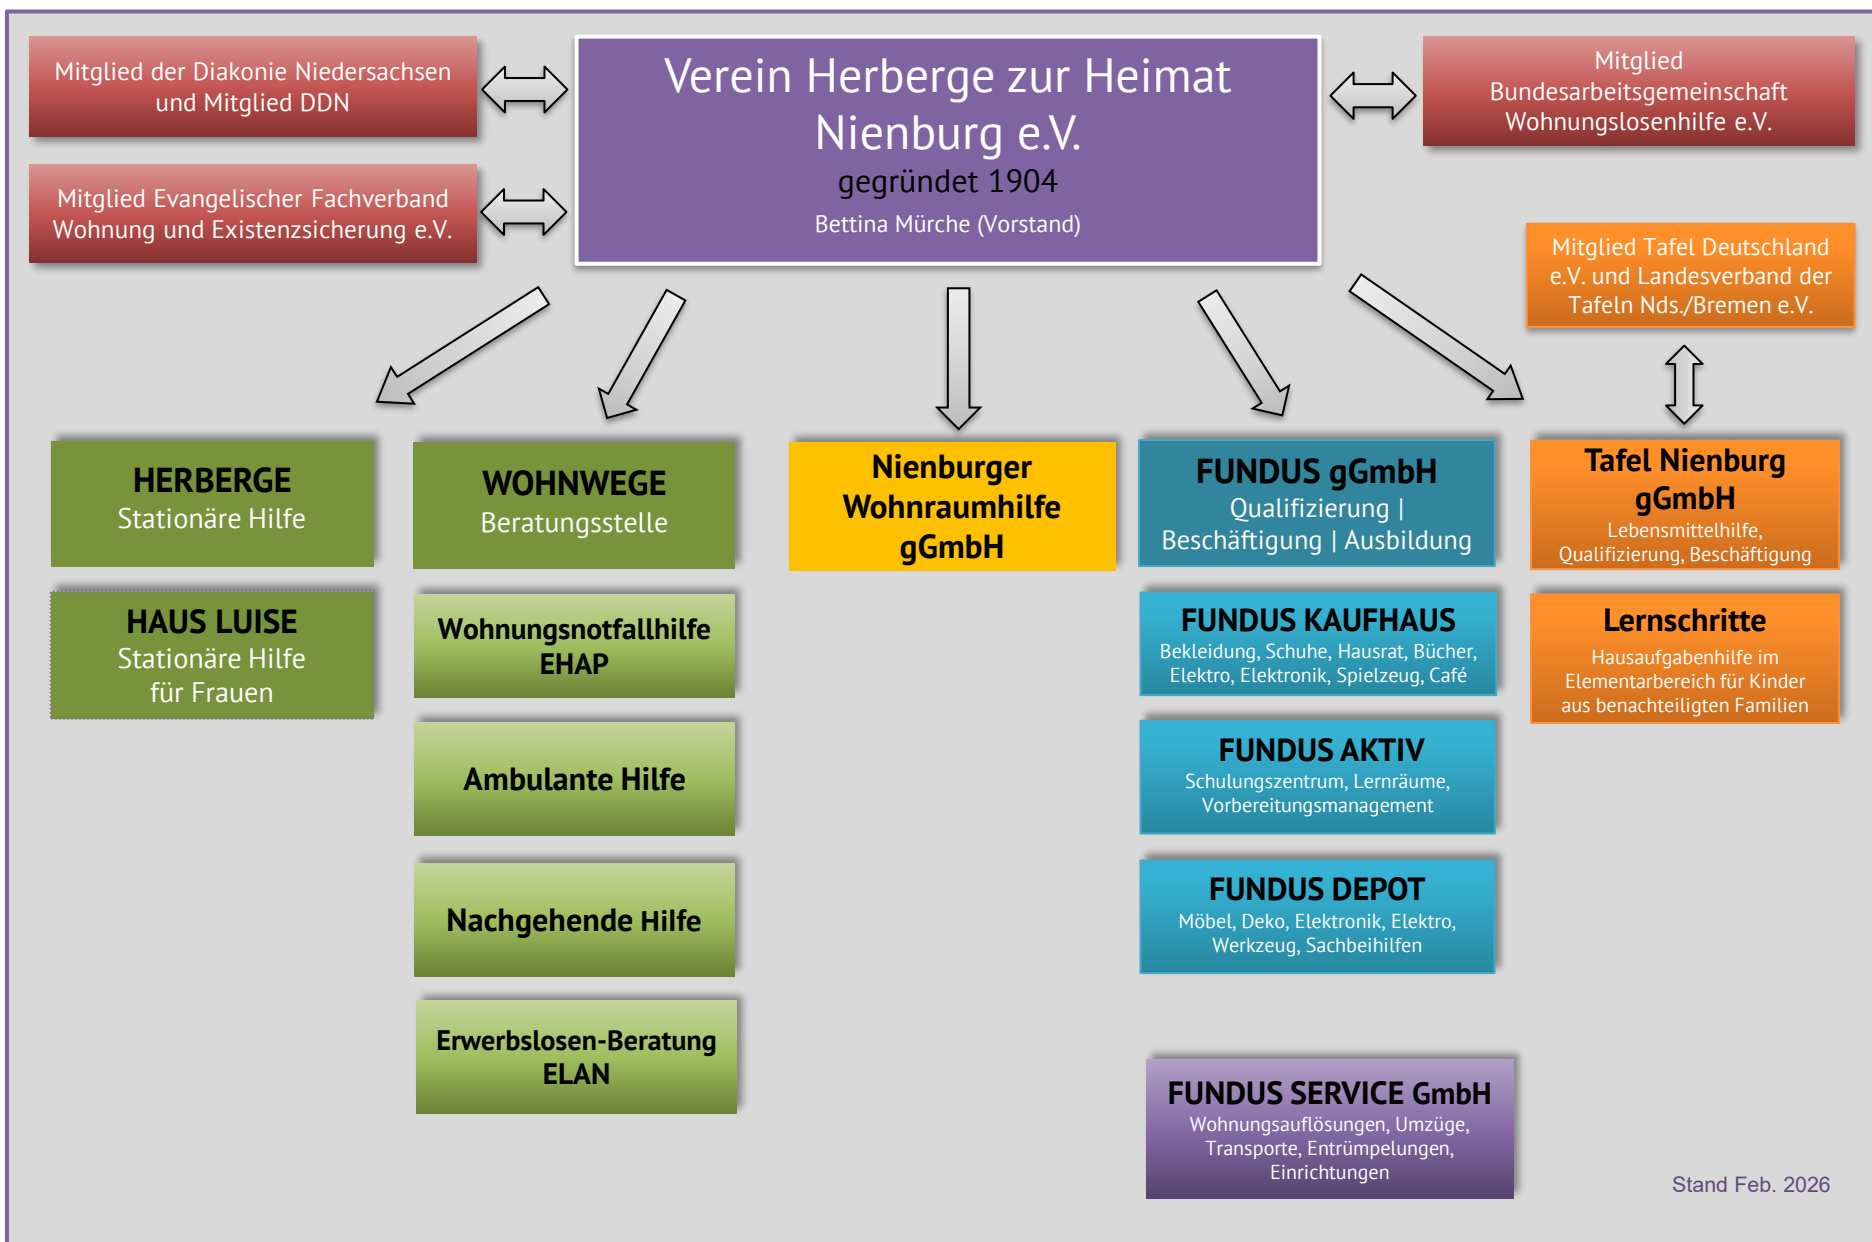 Mitglied der Diakonie Niedersachsen
und Mitglied DDN
Mitglied Evangelischer Fachverband
Wohnung und Existenzsicherung e.V.
Verein Herberge zur Heimat
Nienburg e.V.
gegründet 1904
Bettina Mürche (Vorstand)
Mitglied
Bundesarbeitsgemeinschaft
Wohnungslosenhilfe e.V.
Mitglied Tafel Deutschland
e.V. und Landesverband der
Tafeln Nds./Bremen e.V.
HERBERGE
Stationäre Hilfe
HAUS LUISE
Stationäre Hilfe
für Frauen
WOHNWEGE
Beratungsstelle
Wohnungsnotfallhilfe
EHAP
Ambulante Hilfe
Nachgehende Hilfe
Erwerbslosen-Beratung
ELAN
Nienburger
Wohnraumhilfe
gGmbH
FUNDUS gGmbH
Qualifizierung |
Beschäftigung | Ausbildung
FUNDUS KAUFHAUS
Bekleidung, Schuhe, Hausrat, Bücher,
Elektro, Elektronik, Spielzeug, Café
FUNDUS AKTIV
Schulungszentrum, Lernräume,
Vorbereitungsmanagement
FUNDUS DEPOT
Möbel, Deko, Elektronik, Elektro,
Werkzeug, Sachbeihilfen
FUNDUS SERVICE GmbH
Wohnungsauflösungen, Umzüge,
Transporte, Entrümpelungen,
Einrichtungen
Tafel Nienburg
gGmbH
Lebensmittelhilfe,
Qualifizierung, Beschäftigung
Lernschritte
Hausaufgabenhilfe im
Elementarbereich für Kinder
aus benachteiligten Familien
Stand Feb. 2026